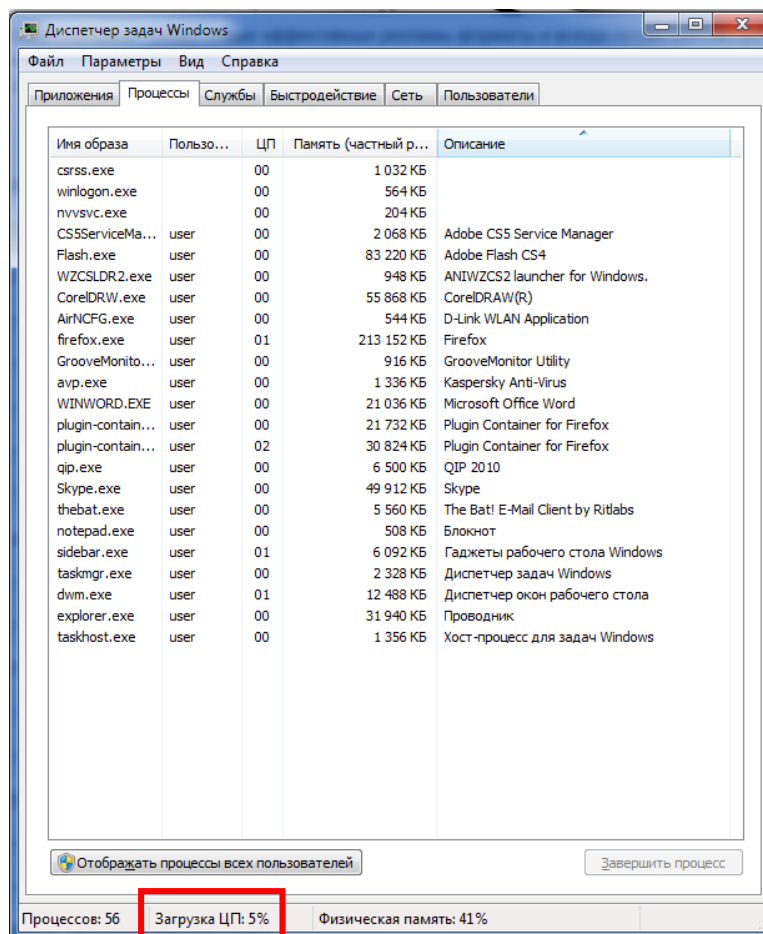 Диспетчер задач Windows
Файл Параметры Вид Справка
Приложения Процессы Службы Быстродействие Сеть Пользователи
Имя образа Пользо... ЦП Память (частный р... Описание
csrss.exe 00 1 032 КБ
winlogon.exe 00 564 КБ
nvvsvc.exe 00 204 КБ
CS5ServiceMa... user 00 2 068 КБ Adobe CS5 Service Manager
Flash.exe user 00 83 220 КБ Adobe Flash CS4
WZCSLDR2.exe user 00 948 КБ ANIWZCS2 launcher for Windows.
CorelDRW.exe user 00 55 868 КБ CorelDRAW(R)
AirNCFG.exe user 00 544 КБ D-Link WLAN Application
firefox.exe user 01 213 152 КБ Firefox
GrooveMonito... user 00 916 КБ GrooveMonitor Utility
avp.exe user 00 1 336 КБ Kaspersky Anti-Virus
WINWORD.EXE user 00 21 036 КБ Microsoft Office Word
plugin-contain... user 00 21 732 КБ Plugin Container for Firefox
plugin-contain... user 02 30 824 КБ Plugin Container for Firefox
qip.exe user 00 6 500 КБ QIP 2010
Skype.exe user 00 49 912 КБ Skype
thebat.exe user 00 5 560 КБ The Bat! E-Mail Client by Ritlabs
notepad.exe user 00 508 КБ Блокнот
sidebar.exe user 01 6 092 КБ Гаджеты рабочего стола Windows
taskmgr.exe user 00 2 328 КБ Диспетчер задач Windows
dwm.exe user 01 12 488 КБ Диспетчер окон рабочего стола
explorer.exe user 00 31 940 КБ Проводник
taskhost.exe user 00 1 356 КБ Хост-процесс для задач Windows
Отображать процессы всех пользователей Завершить процесс
Процессов: 56 Загрузка ЦП: 5% Физическая память: 41%